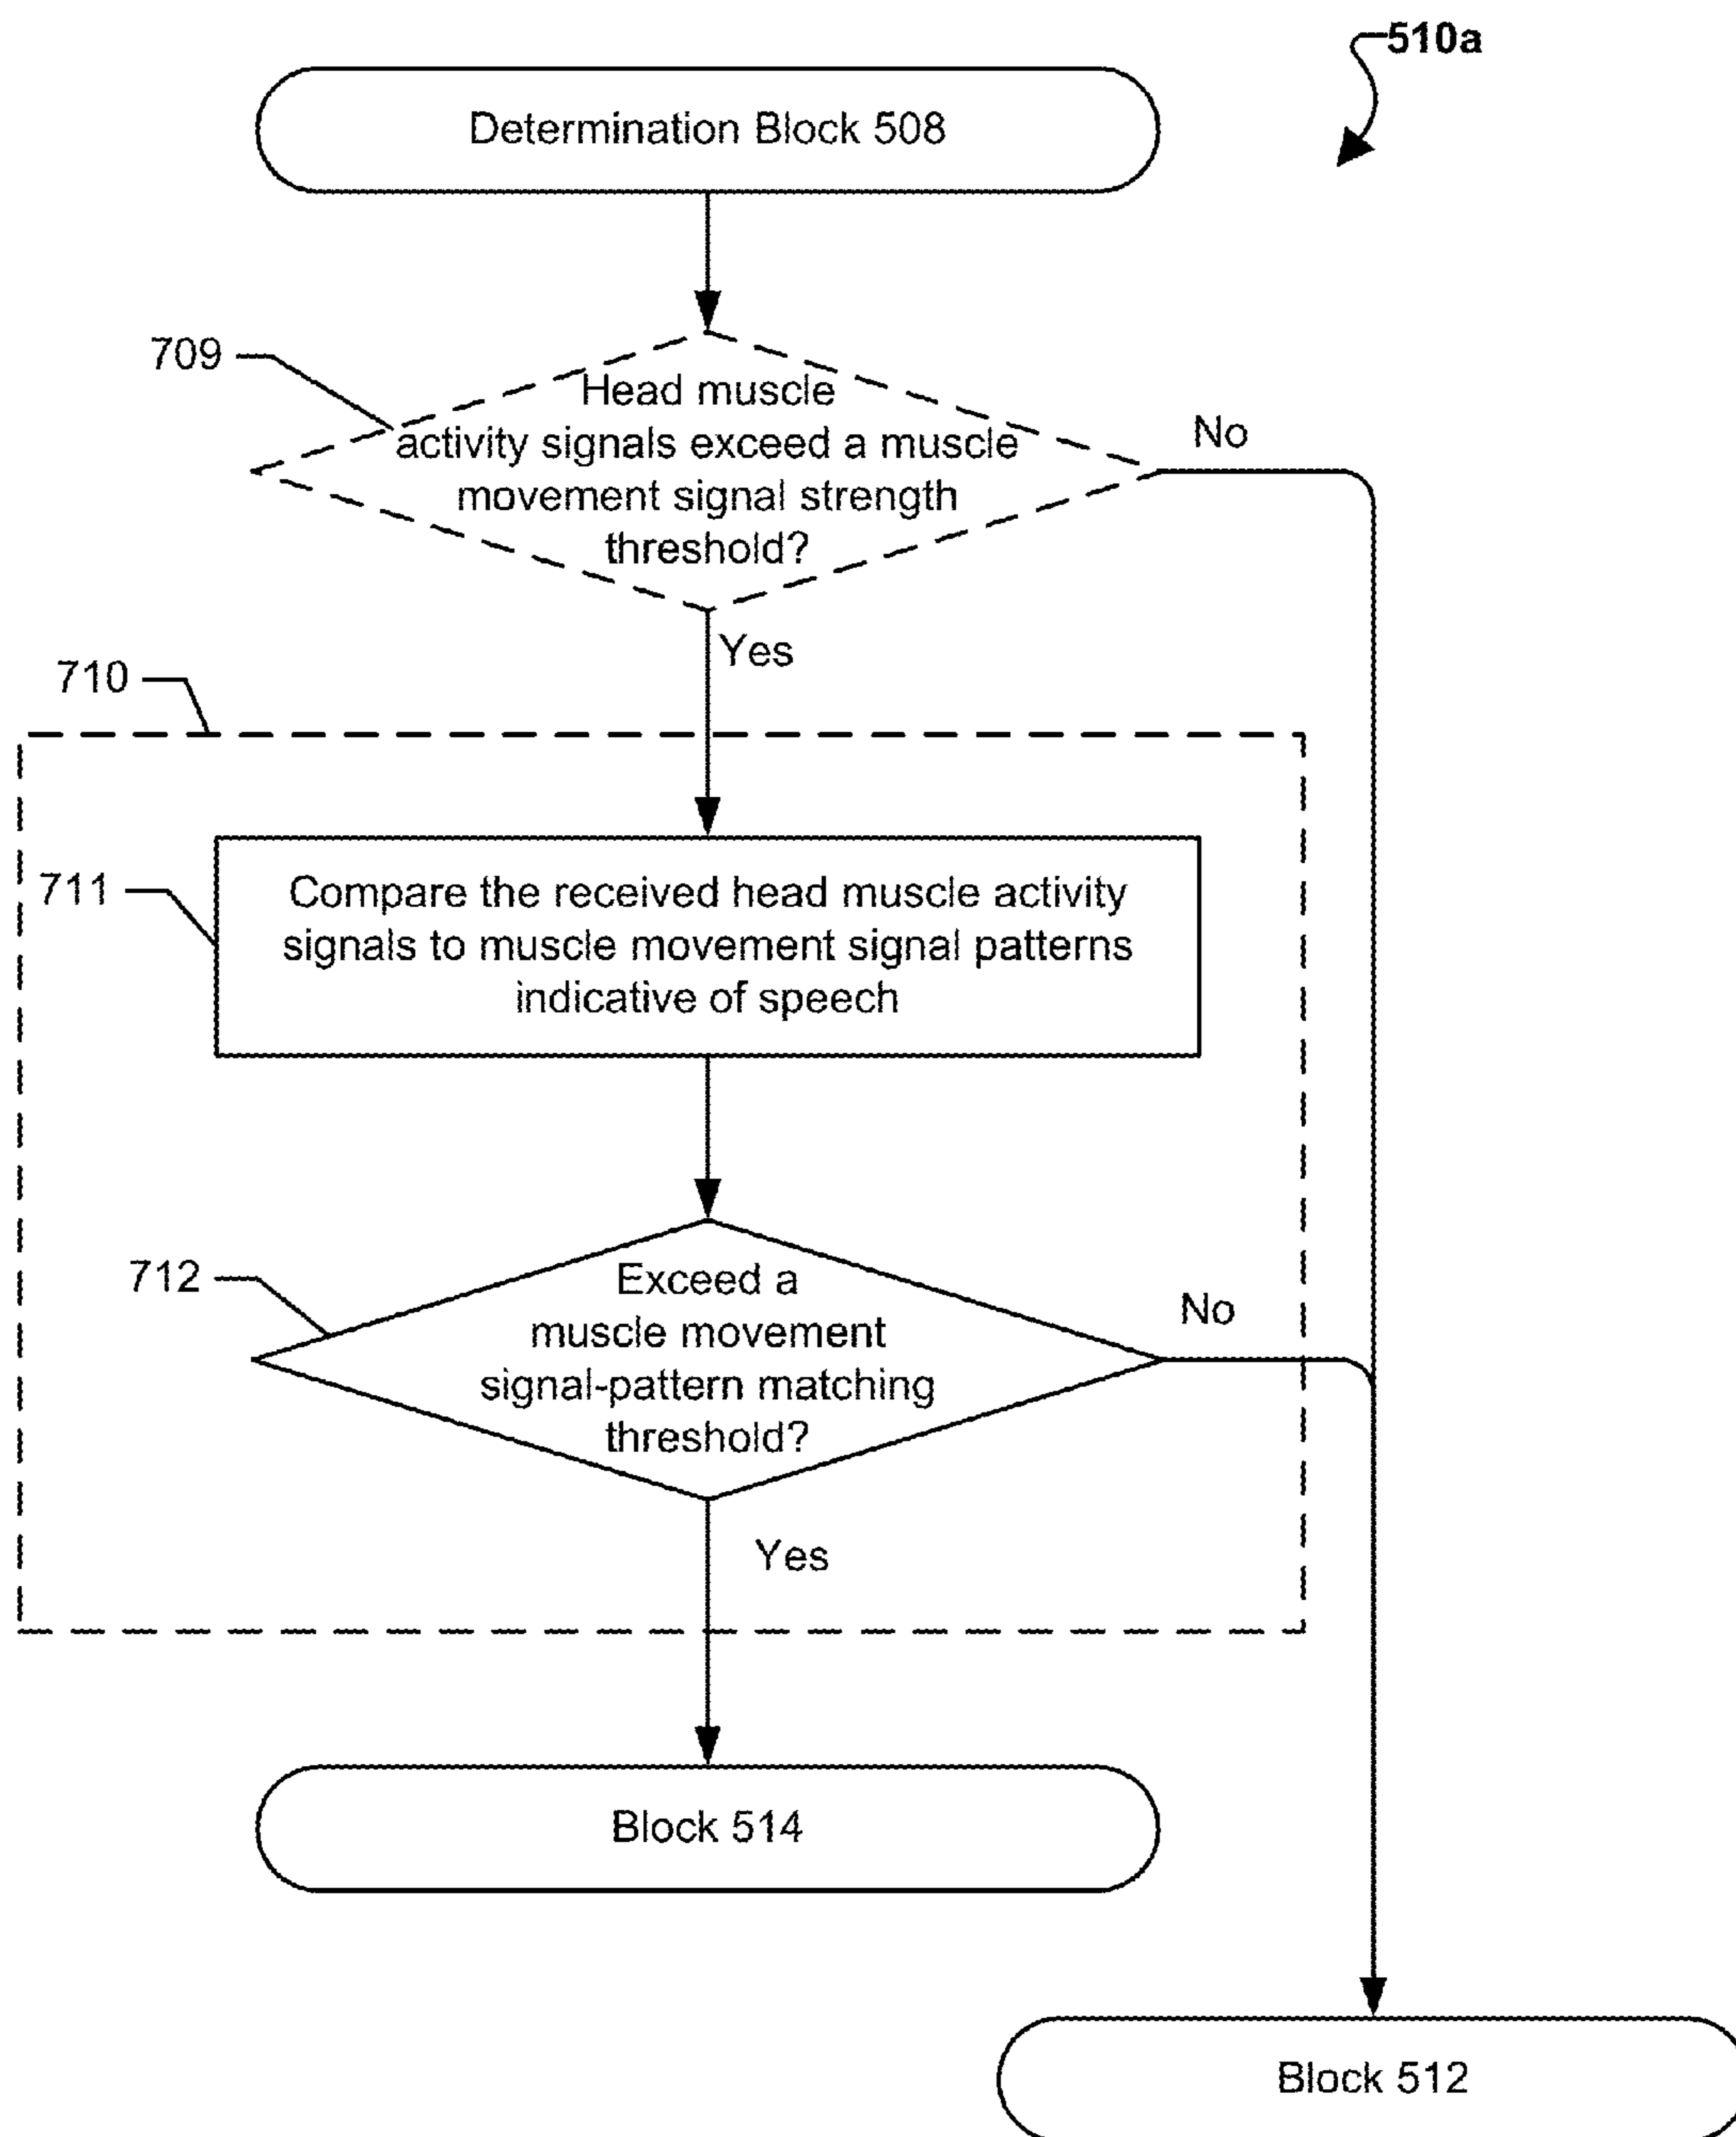 510a
Determination Block 508
709
Head muscle
activity signals exceed a muscle
movement signal strength
threshold?
No
Yes
710
711
Compare the received head muscle activity
signals to muscle movement signal patterns
indicative of speech
712
Exceed a
muscle movement
signal-pattern matching
threshold?
No
Yes
Block 514
Block 512